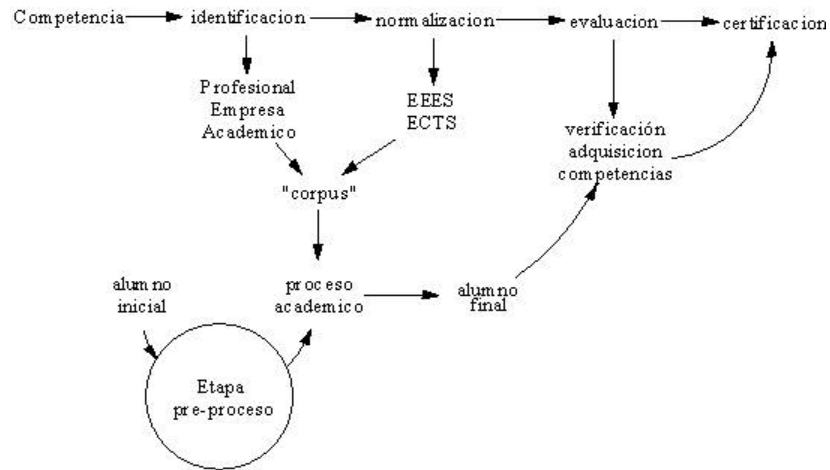 Competencia identificacion normalizacion evaluacion certificacion
Profesional
Empresa
Academico
EEES
ECTS
verificación
adquisicion
competencias
"corpus"
alumno
inicial
proceso
academico
alumno
final
Etapa
pre-proceso